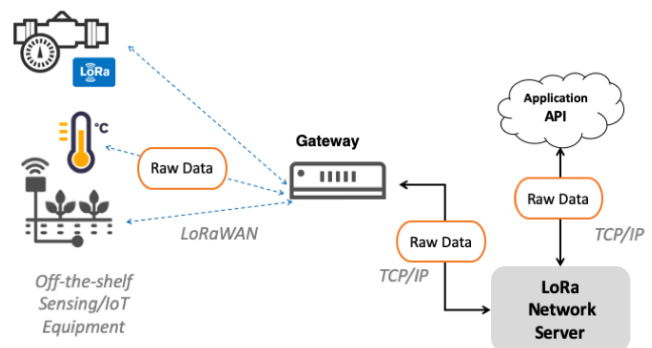 LoRa
°C
Raw Data
LoRaWAN
Off-the-shelf
Sensing/IoT
Equipment
Gateway
Raw Data
TCP/IP
Application
API
Raw Data
TCP/IP
LoRa
Network
Server